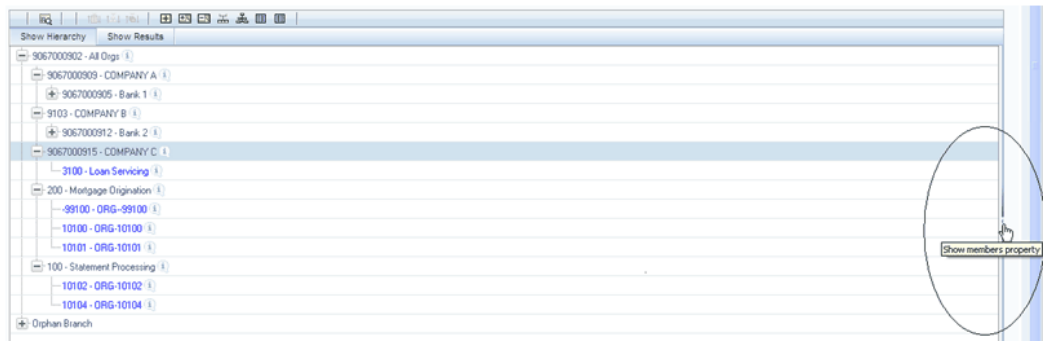 Show Hierarchy Show Results
9067000902 - All Orgs
9067000909 - COMPANY A
9067000905 - Bank 1
9103 - COMPANY B
9067000912 - Bank 2
9067000915 - COMPANY C
3100 - Loan Servicing
200 - Mortgage Origination
-99100 - ORG--99100
10100 - ORG-10100
10101 - ORG-10101
Show members property
100 - Statement Processing
10102 - ORG-10102
10104 - ORG-10104
Orphan Branch